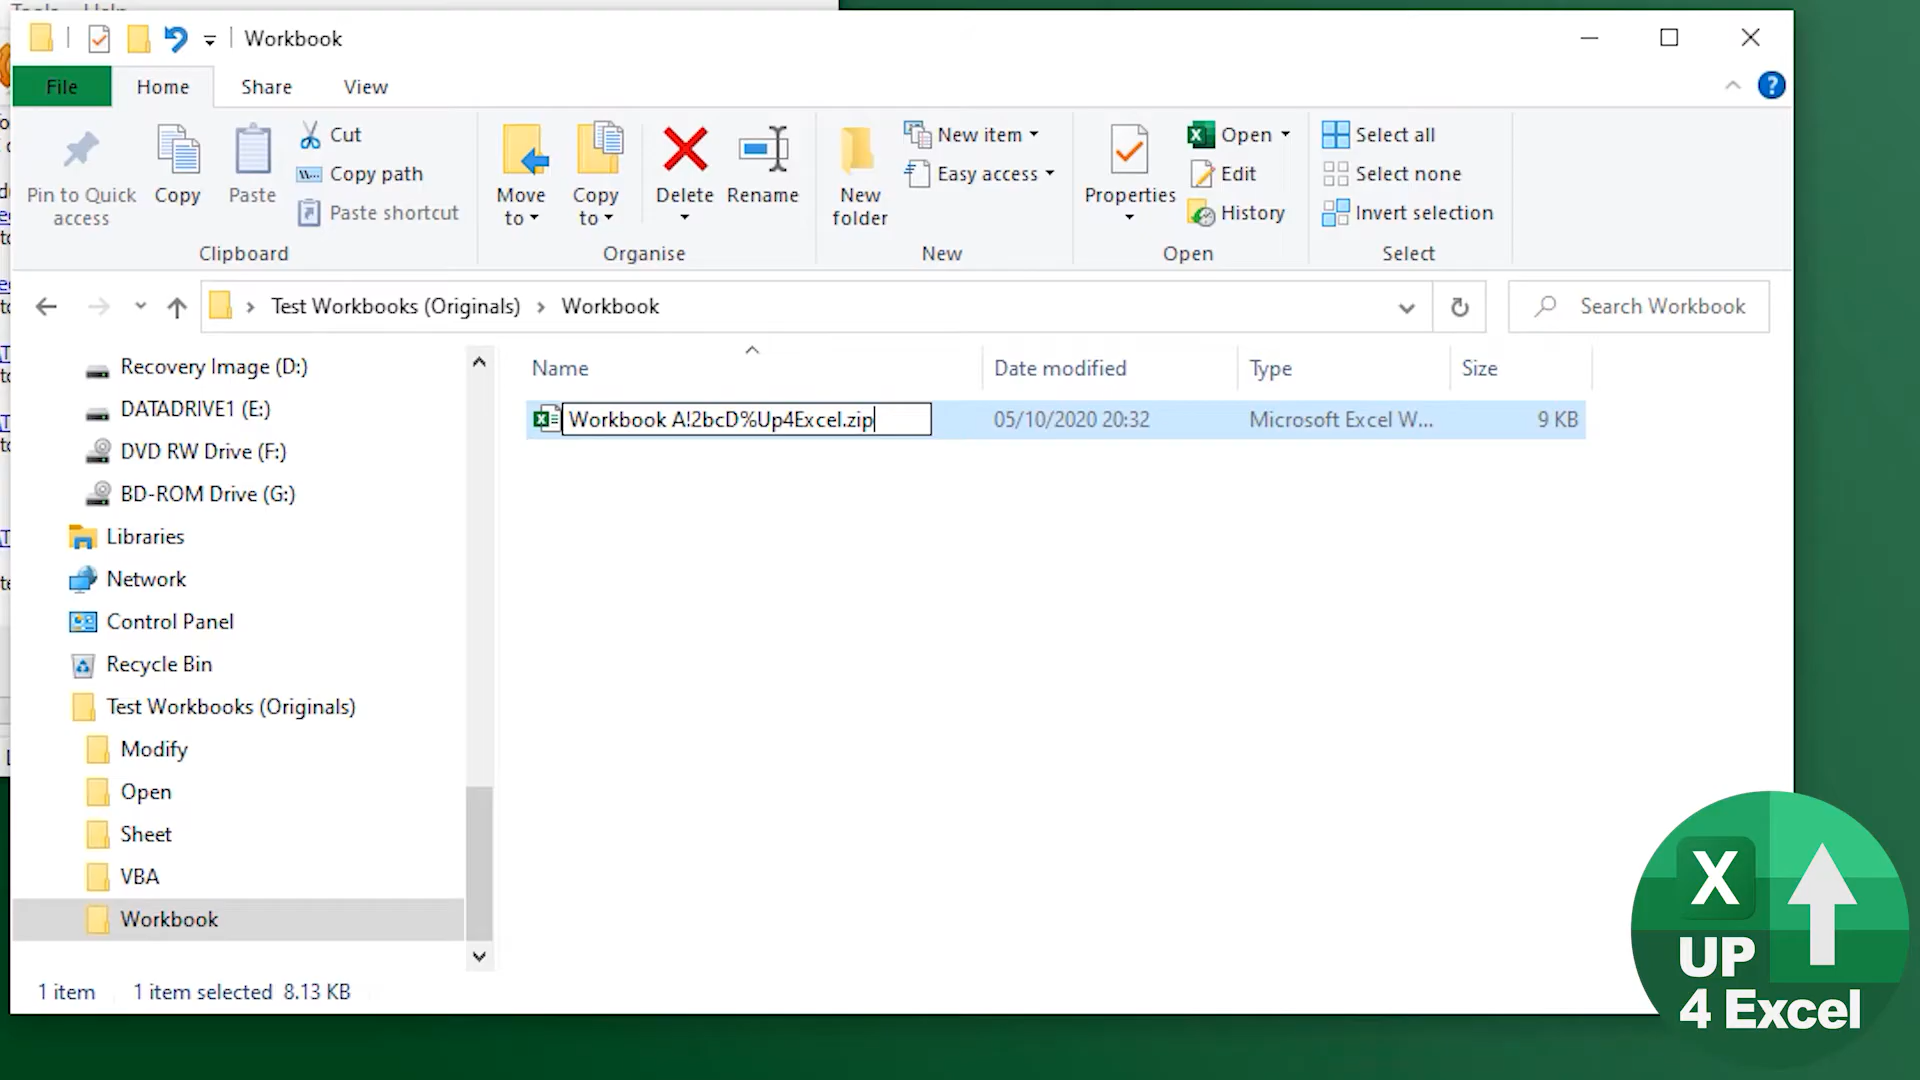 Tools Help
Workbook
File Home Share View
Pin to Quick access
Copy
Paste
Cut
Copy path
Paste shortcut
Clipboard
Move to
Copy to
Delete
Rename
Organise
New folder
New item
Easy access
New
Properties
Open
Edit
History
Open
Select all
Select none
Invert selection
Select
Test Workbooks (Originals) Workbook
Search Workbook
Recovery Image (D:)
DATADRIVE1 (E:)
DVD RW Drive (F:)
BD-ROM Drive (G:)
Libraries
Network
Control Panel
Recycle Bin
Test Workbooks (Originals)
Modify
Open
Sheet
VBA
Workbook
Name Date modified Type Size
Workbook A!2bcD%Up4Excel.zip 05/10/2020 20:32 Microsoft Excel W... 9 KB
1 item 1 item selected 8.13 KB
X
UP
4 Excel